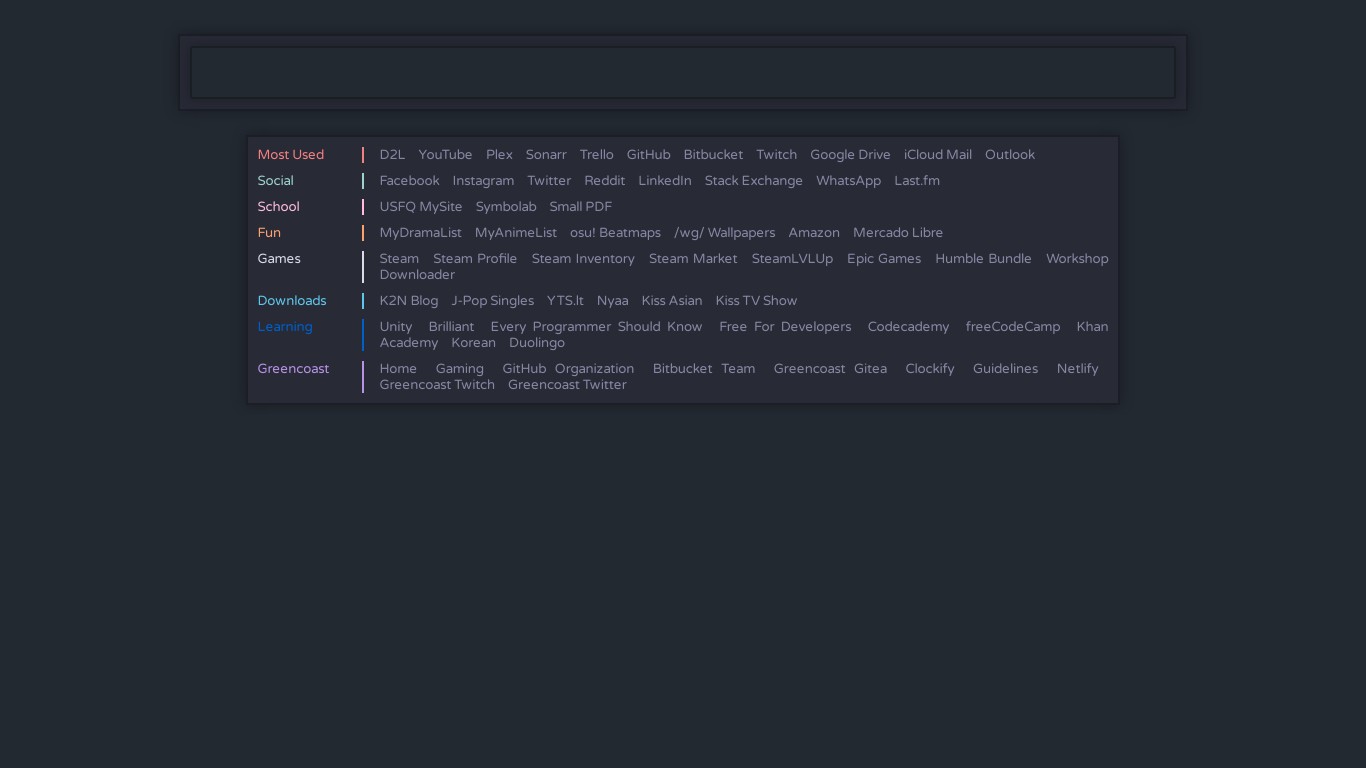 Most Used D2L YouTube Plex Sonarr Trello GitHub Bitbucket Twitch Google Drive iCloud Mail Outlook
Social Facebook Instagram Twitter Reddit LinkedIn Stack Exchange WhatsApp Last.fm
School USFQ MySite Symbolab Small PDF
Fun MyDramaList MyAnimeList osu! Beatmaps /wg/ Wallpapers Amazon Mercado Libre
Games Steam Steam Profile Steam Inventory Steam Market SteamLVLUp Epic Games Humble Bundle Workshop
Downloader
Downloads K2N Blog J-Pop Singles YTS.lt Nyaa Kiss Asian Kiss TV Show
Learning Unity Brilliant Every Programmer Should Know Free For Developers Codecademy freeCodeCamp Khan
Academy Korean Duolingo
Greencoast Home Gaming GitHub Organization Bitbucket Team Greencoast Gitea Clockify Guidelines Netlify
Greencoast Twitch Greencoast Twitter